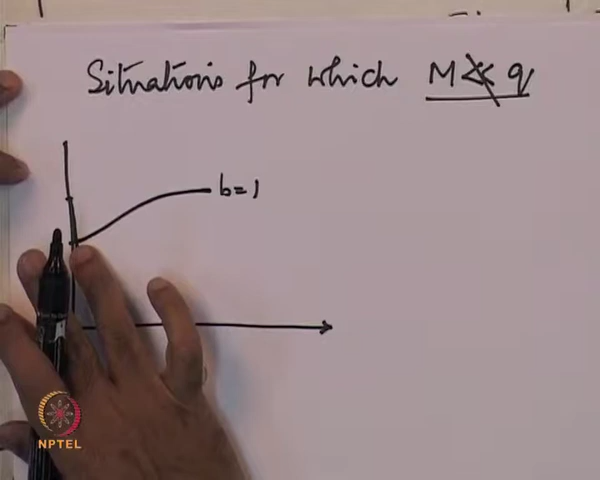 Situations for which M ≪̸ q
b=1
NPTEL